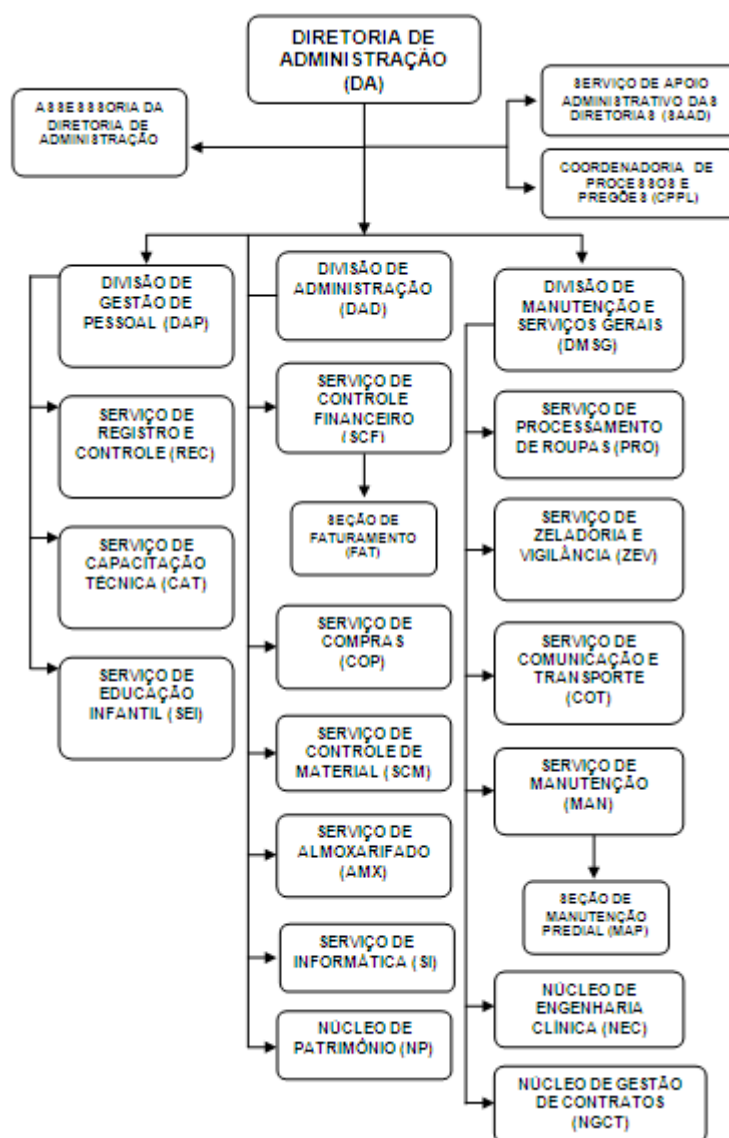 DIRETORIA DE
ADMINISTRAÇÃO
(DA)
ASSESSSORIA DA
DIRETORIA DE
ADMINISTRAÇÃO
SERVIÇO DE APOIO
ADMINISTRATIVO DAS
DIRETORIAS (SAAD)
COORDENADORIA DE
PROCESSOS E
PREGÕES (CPPL)
DIVISÃO DE
GESTÃO DE
PESSOAL (DAP)
SERVIÇO DE
REGISTRO E
CONTROLE (REC)
SERVIÇO DE
CAPACITAÇÃO
TÉCNICA (CAT)
SERVIÇO DE
EDUCAÇÃO
INFANTIL (SEI)
DIVISÃO DE
ADMINISTRAÇÃO
(DAD)
SERVIÇO DE
CONTROLE
FINANCEIRO
(SCF)
SEÇÃO DE
FATURAMENTO
(FAT)
SERVIÇO DE
COMPRAS
(COP)
SERVIÇO DE
CONTROLE DE
MATERIAL (SCM)
SERVIÇO DE
ALMOXARIFADO
(AMX)
SERVIÇO DE
INFORMÁTICA (SI)
NÚCLEO DE
PATRIMÔNIO (NP)
DIVISÃO DE
MANUTENÇÃO E
SERVIÇOS GERAIS
(DMSG)
SERVIÇO DE
PROCESSAMENTO
DE ROUPAS (PRO)
SERVIÇO DE
ZELADORIA E
VIGILÂNCIA (ZEV)
SERVIÇO DE
COMUNICAÇÃO E
TRANSPORTE
(COT)
SERVIÇO DE
MANUTENÇÃO
(MAN)
SEÇÃO DE
MANUTENÇÃO
PREDIAL (MAP)
NÚCLEO DE
ENGENHARIA
CLÍNICA (NEC)
NÚCLEO DE GESTÃO
DE CONTRATOS
(NGCT)